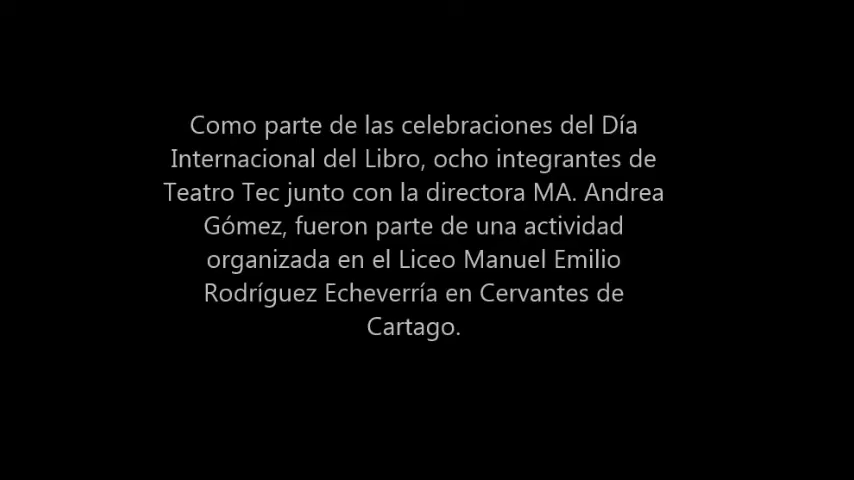 Como parte de las celebraciones del Día
Internacional del Libro, ocho integrantes de
Teatro Tec junto con la directora MA. Andrea
Gómez, fueron parte de una actividad
organizada en el Liceo Manuel Emilio
Rodríguez Echeverría en Cervantes de
Cartago.